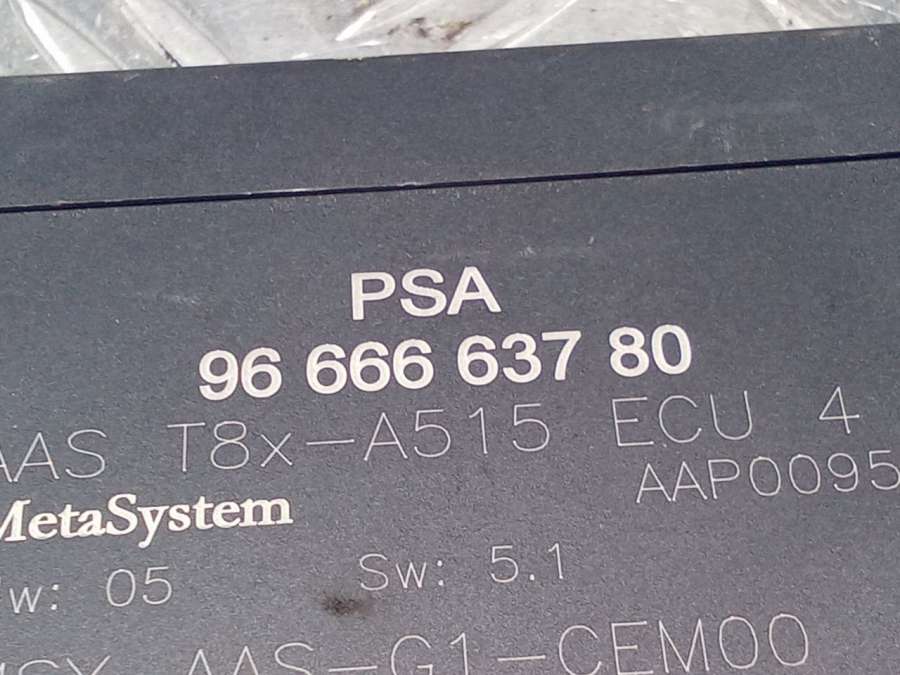 PSA
96 666 637 80
AAS T8x-A515 ECU 4
AAP0095
MetaSystem
w: 05 Sw: 5.1
AAS-G1-CEM00